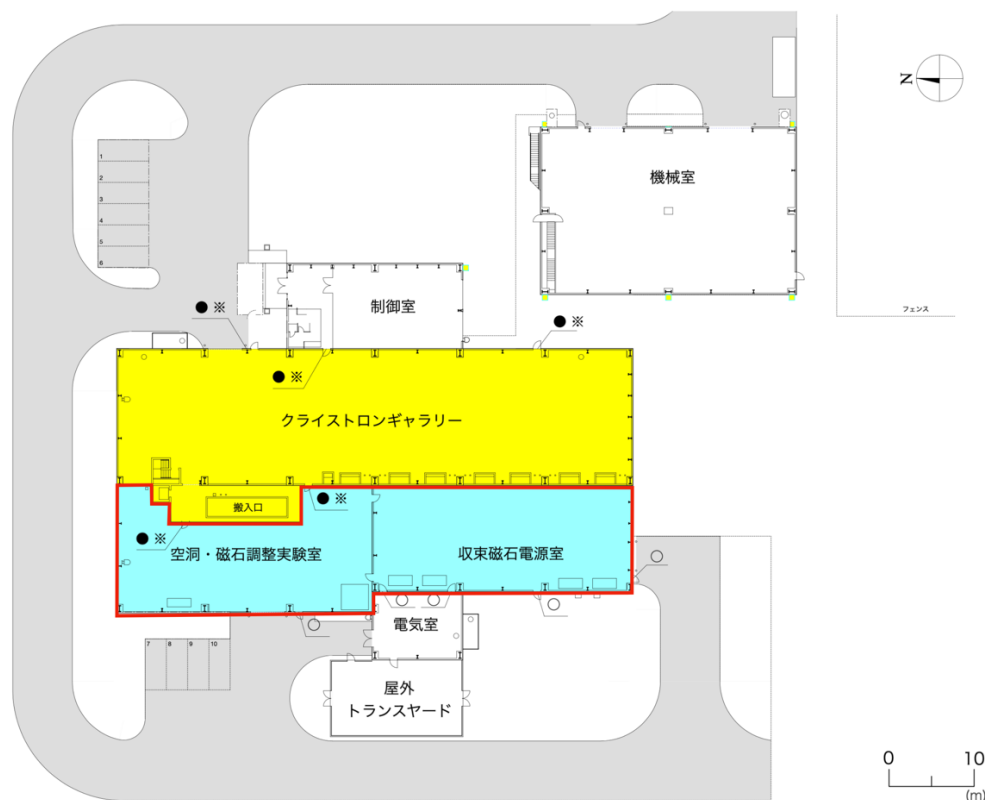 N
機械室
1
2
3
4
5
6
制御室
フェンス
● ※
● ※
● ※
クライストロンギャラリー
● ※
搬入口
● ※
空洞・磁石調整実験室
収束磁石電源室
電気室
7 8 9 10
屋外
トランスヤード
0 10
(m)